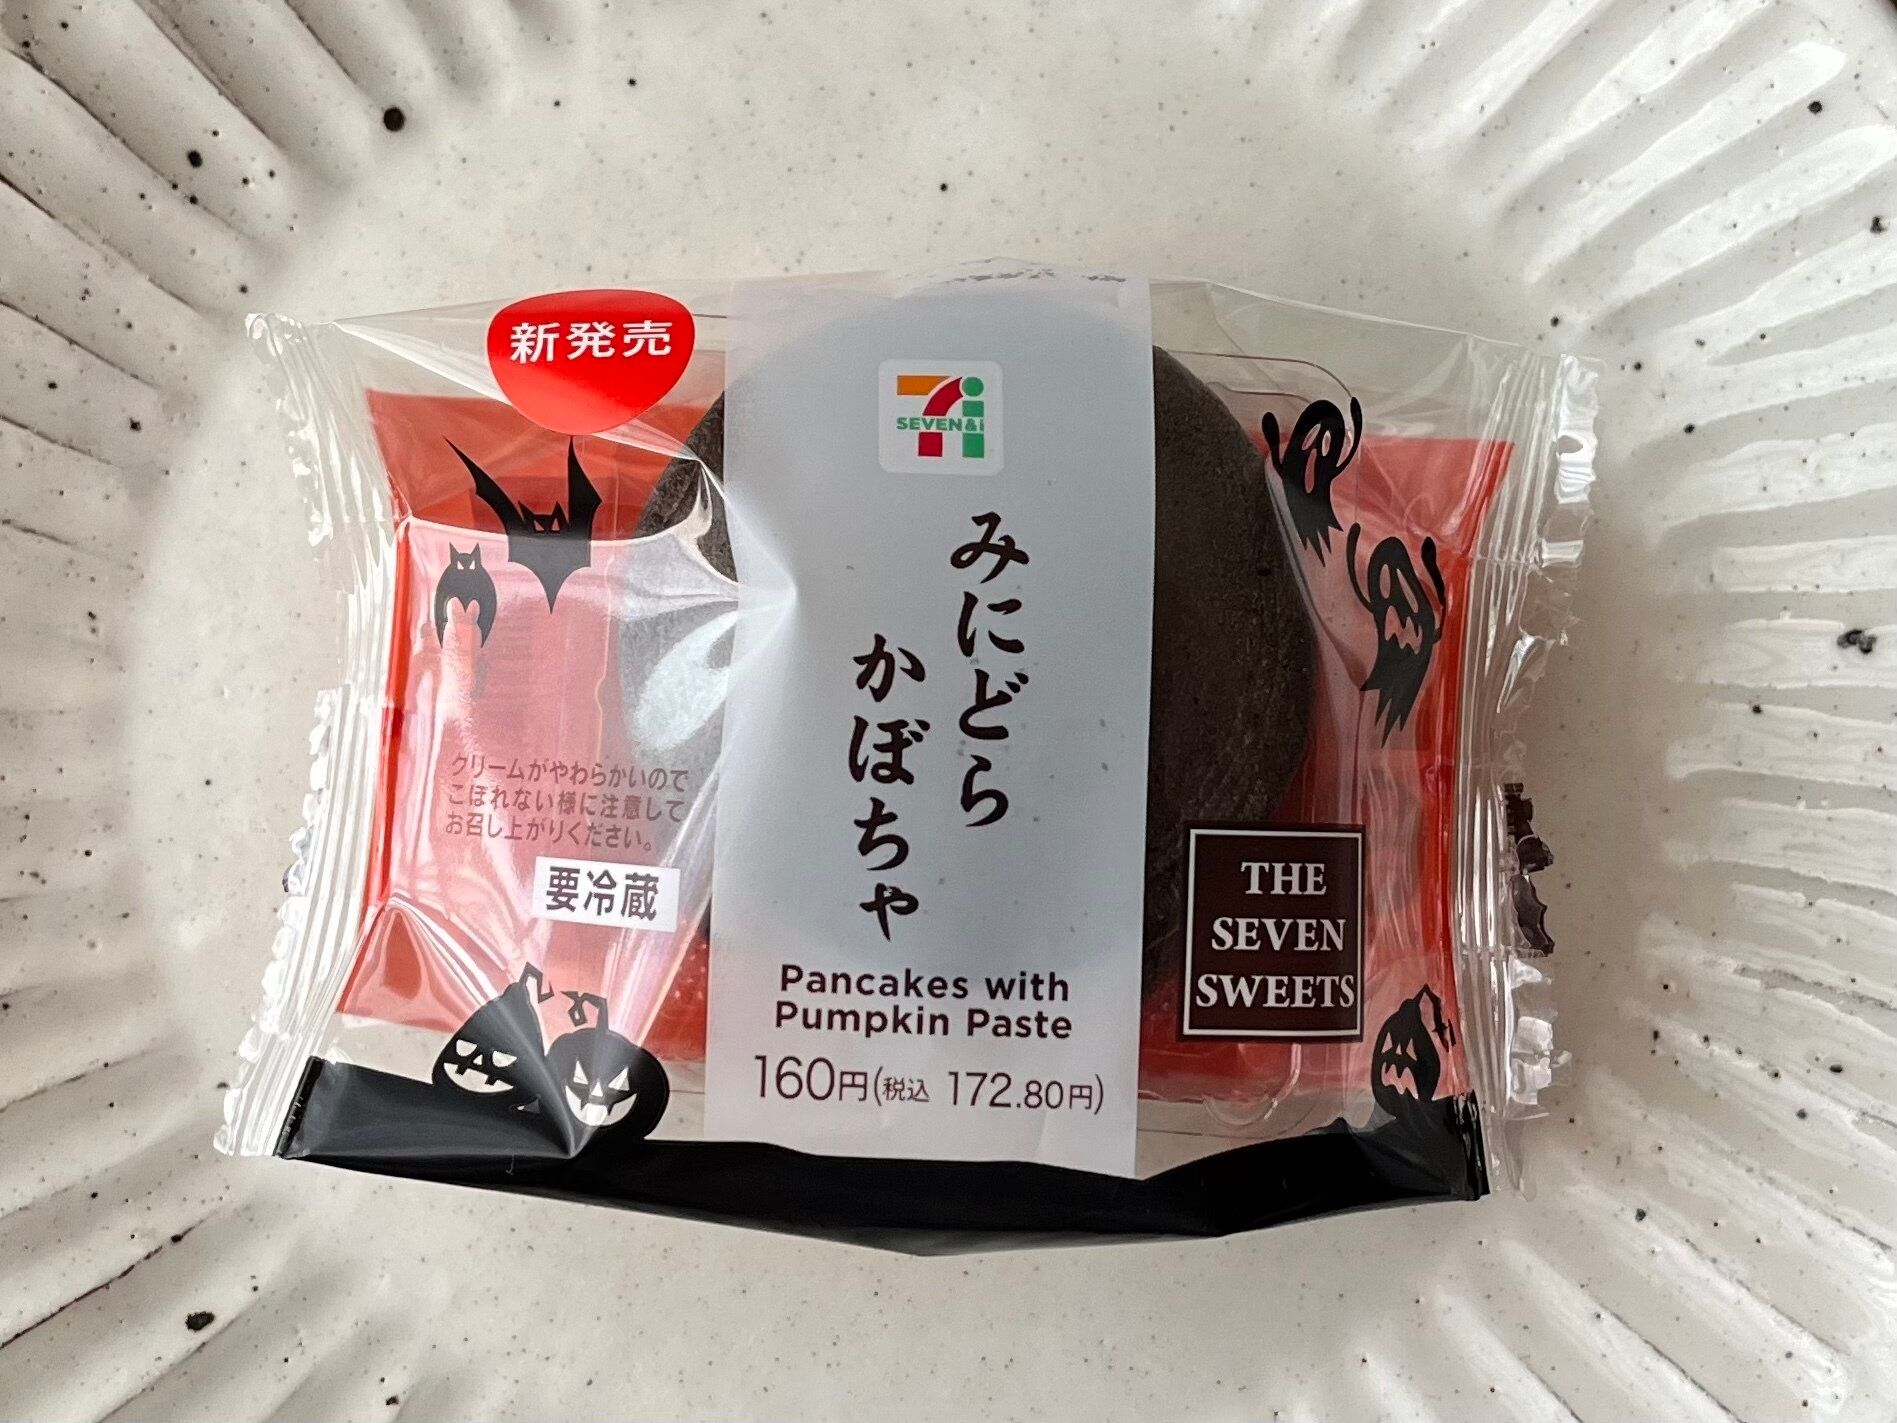 新発売
SEVEN&i
みにどら
かぼちゃ
Pancakes with
Pumpkin Paste
160円(税込 172.80円)
クリームがやわらかいので
こぼれない様に注意して
お召し上がりください。
要冷蔵
THE
SEVEN
SWEETS